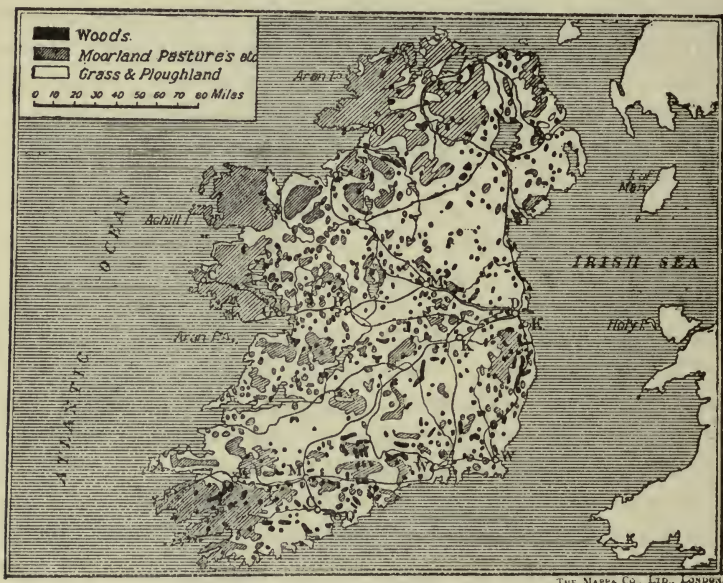 Woods.
Moorland Pastures etc
Grass & Ploughland
0 10 20 30 40 50 60 80 Miles
Aran I.
I. of
Man
Achill I.
ATLANTIC OCEAN
IRISH SEA
D.
K.
Holy I.
Aran Is.
W
M
K
W
THE MAPPA CO. LTD., LONDON